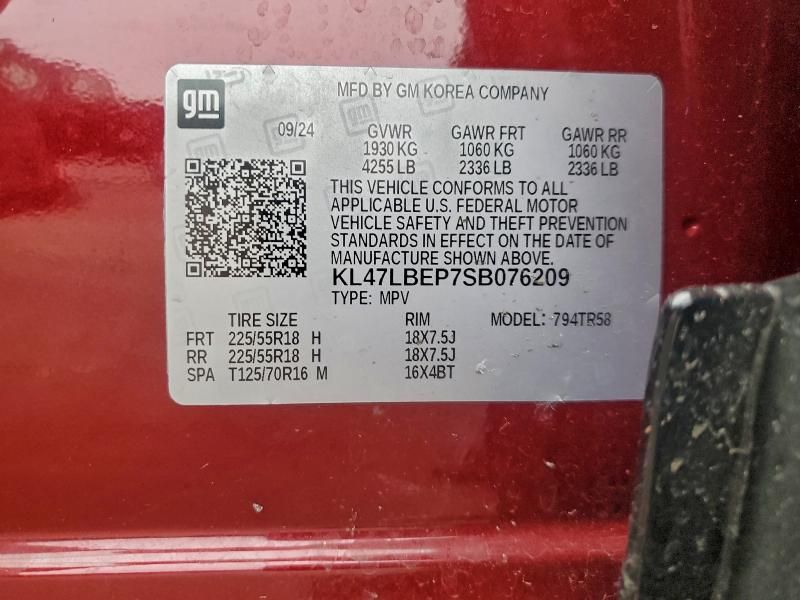 gm
MFD BY GM KOREA COMPANY
09/24 GVWR GAWR FRT GAWR RR
1930 KG 1060 KG 1060 KG
4255 LB 2336 LB 2336 LB
THIS VEHICLE CONFORMS TO ALL
APPLICABLE U.S. FEDERAL MOTOR
VEHICLE SAFETY AND THEFT PREVENTION
STANDARDS IN EFFECT ON THE DATE OF
MANUFACTURE SHOWN ABOVE.
KL47LBEP7SB076209
TYPE: MPV
TIRE SIZE RIM MODEL: 794TR58
FRT 225/55R18 H 18X7.5J
RR 225/55R18 H 18X7.5J
SPA T125/70R16 M 16X4BT